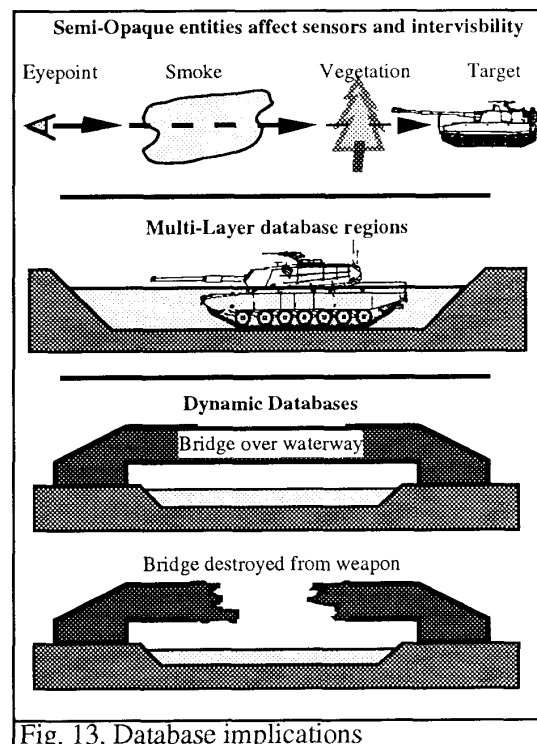 Semi-Opaque entities affect sensors and intervisbility
Eyepoint Smoke Vegetation Target
Multi-Layer database regions
Dynamic Databases
Bridge over waterway
Bridge destroyed from weapon
Fig. 13. Database implications